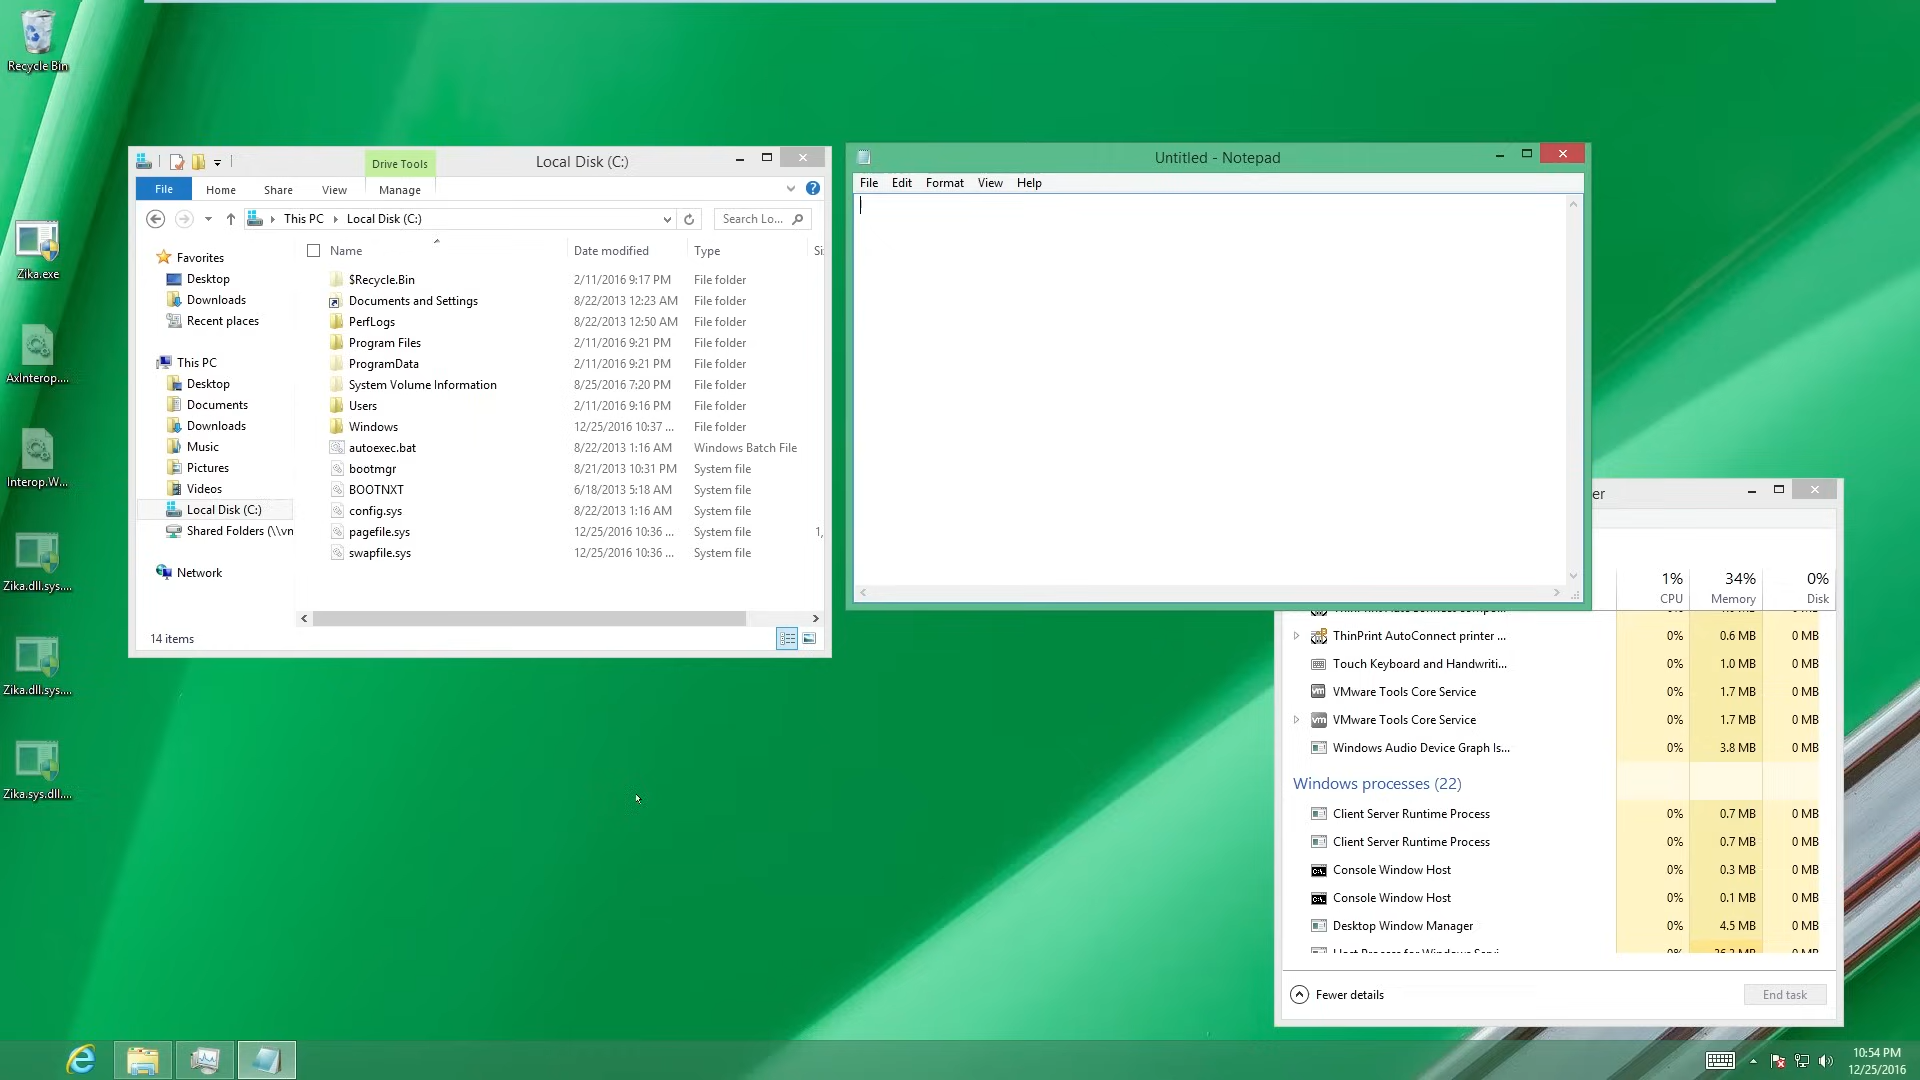 Recycle Bin
Zika.exe
AxInterop....
Interop.W...
Zika.dll.sys....
Zika.dll.sys....
Zika.sys.dll....
Drive Tools
Local Disk (C:)
File Home Share View Manage
This PC Local Disk (C:)
Search Lo...
Favorites
Desktop
Downloads
Recent places
This PC
Desktop
Documents
Downloads
Music
Pictures
Videos
Local Disk (C:)
Shared Folders (\\vn
Network
Name Date modified Type Si
$Recycle.Bin 2/11/2016 9:17 PM File folder
Documents and Settings 8/22/2013 12:23 AM File folder
PerfLogs 8/22/2013 12:50 AM File folder
Program Files 2/11/2016 9:21 PM File folder
ProgramData 2/11/2016 9:21 PM File folder
System Volume Information 8/25/2016 7:20 PM File folder
Users 2/11/2016 9:16 PM File folder
Windows 12/25/2016 10:37 ... File folder
autoexec.bat 8/22/2013 1:16 AM Windows Batch File
bootmgr 8/21/2013 10:31 PM System file
BOOTNXT 6/18/2013 5:18 AM System file
config.sys 8/22/2013 1:16 AM System file
pagefile.sys 12/25/2016 10:36 ... System file 1,
swapfile.sys 12/25/2016 10:36 ... System file
14 items
Untitled - Notepad
File Edit Format View Help
er
1% 34% 0%
CPU Memory Disk
ThinPrint AutoConnect printer ... 0% 0.6 MB 0 MB
Touch Keyboard and Handwriti... 0% 1.0 MB 0 MB
VMware Tools Core Service 0% 1.7 MB 0 MB
VMware Tools Core Service 0% 1.7 MB 0 MB
Windows Audio Device Graph Is... 0% 3.8 MB 0 MB
Windows processes (22)
Client Server Runtime Process 0% 0.7 MB 0 MB
Client Server Runtime Process 0% 0.7 MB 0 MB
Console Window Host 0% 0.3 MB 0 MB
Console Window Host 0% 0.1 MB 0 MB
Desktop Window Manager 0% 4.5 MB 0 MB
Fewer details
End task
10:54 PM
12/25/2016